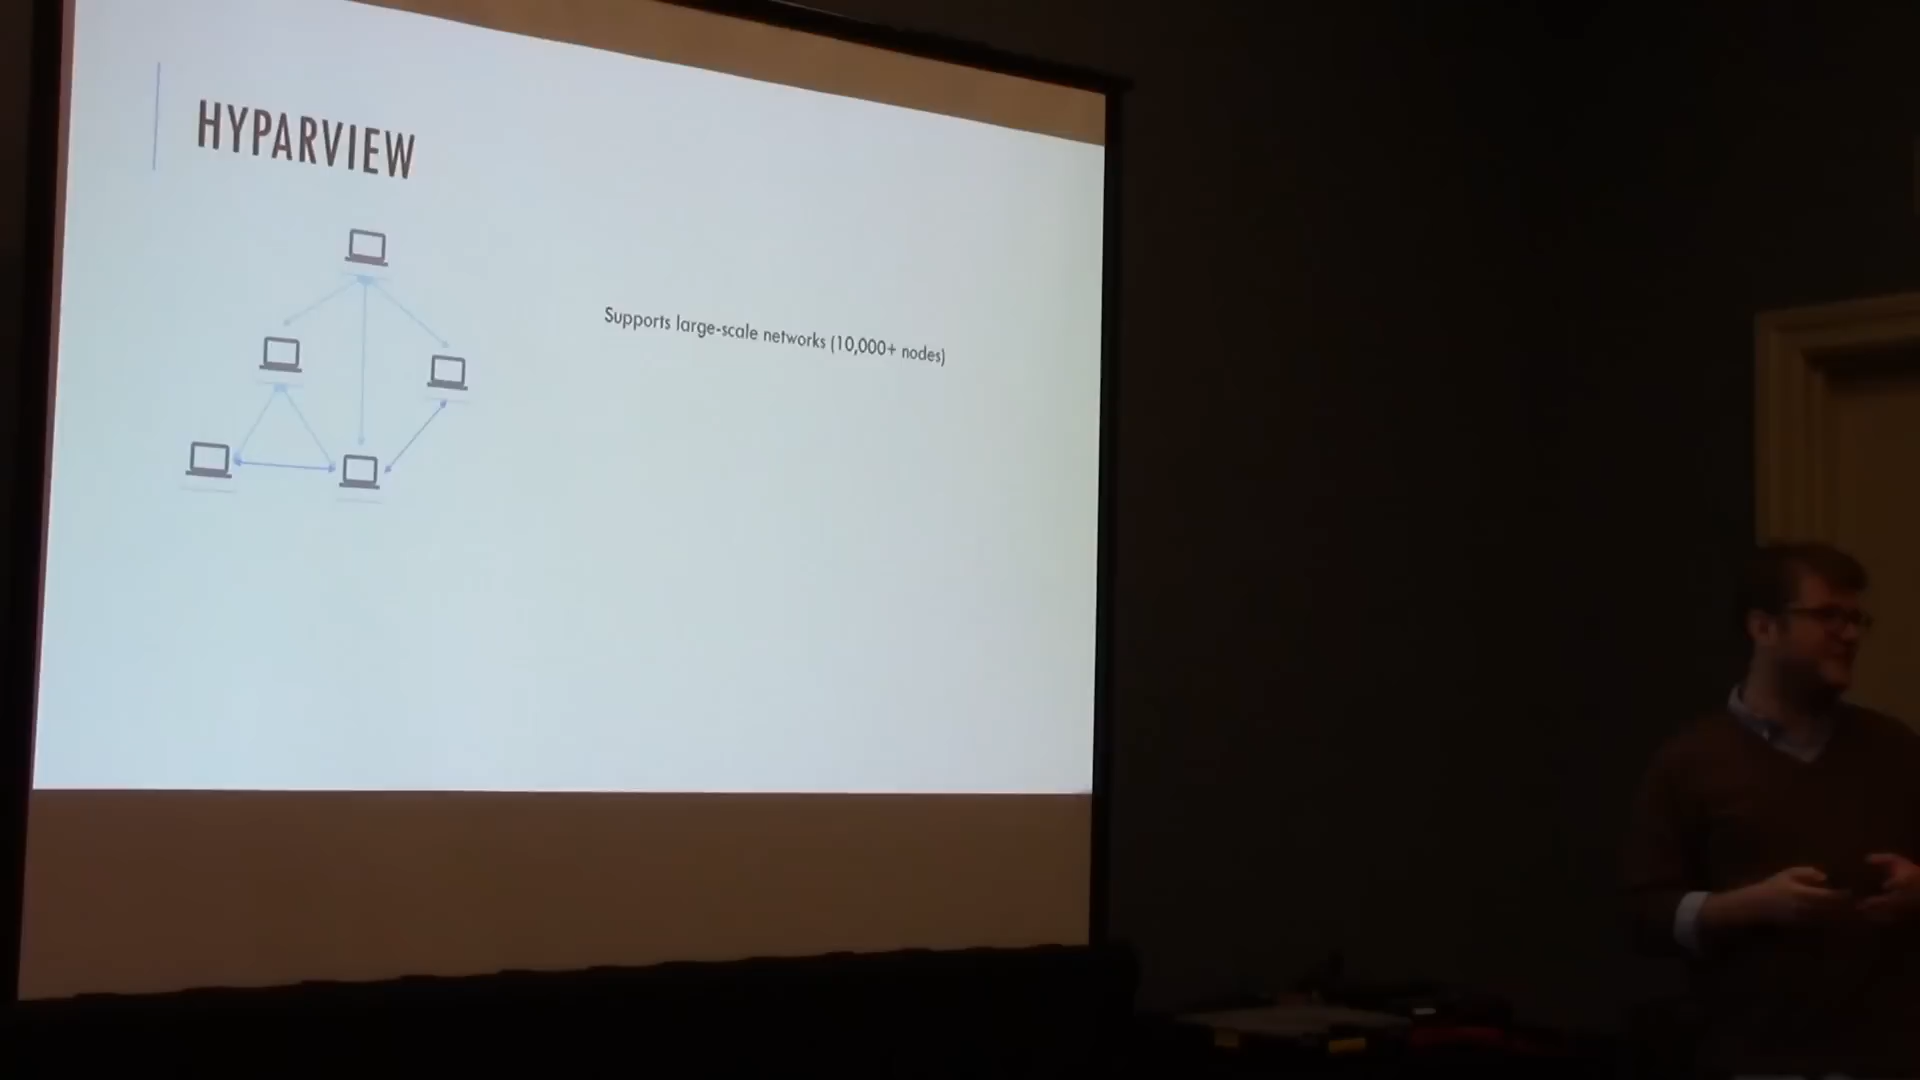 HYPARVIEW
Supports large-scale networks (10,000+ nodes)